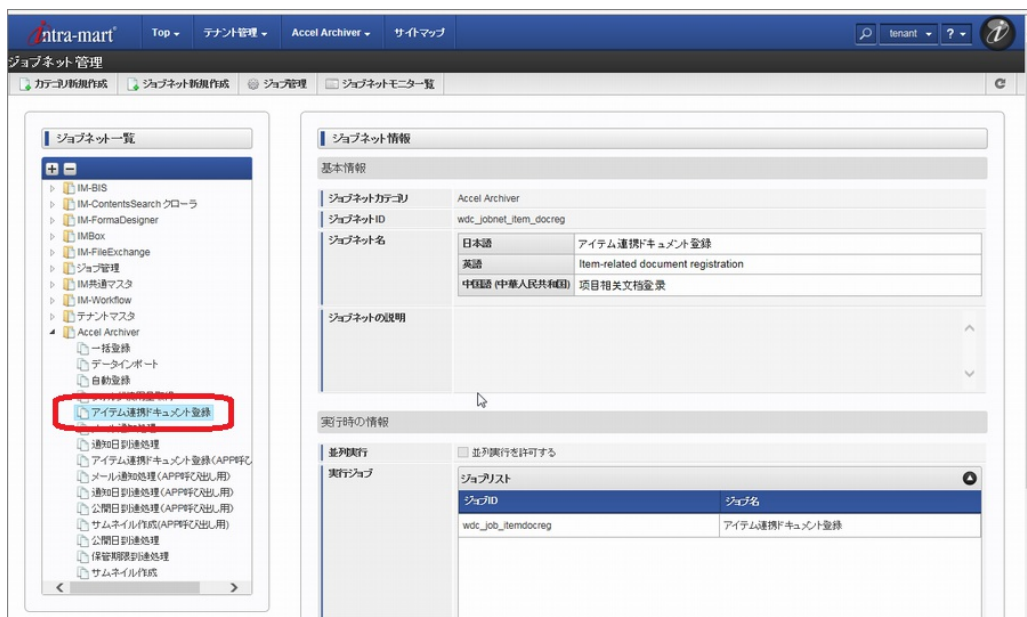 intra-mart
Top テナント管理 Accel Archiver サイトマップ tenant ?
ジョブネット管理
カテゴリ新規作成 ジョブネット新規作成 ジョブ管理 ジョブネットモニター覧
ジョブネット一覧
IM-BIS
IM-ContentsSearch クローラ
IM-FormaDesigner
IMBox
IM-FileExchange
ジョブ管理
IM共通マスタ
IM-Workflow
テナントマスタ
Accel Archiver
一括登録
データインポート
自動登録
アイテム連携ドキュメント登録
通知日到達処理
アイテム連携ドキュメント登録(APP呼び
メール通知処理(APP呼び出し用)
通知日到達処理(APP呼び出し用)
公開日到達処理(APP呼び出し用)
サムネイル作成(APP呼び出し用)
公開日到達処理
保管期限到達処理
サムネイル作成
ジョブネット情報
基本情報
ジョブネットカテゴリ Accel Archiver
ジョブネットID wdc_jobnet_item_docreg
ジョブネット名 日本語 アイテム連携ドキュメント登録
英語 Item-related document registration
中国語 (中華人民共和国) 项目相关文档登录
ジョブネットの説明
実行時の情報
並列実行 並列実行を許可する
実行ジョブ ジョブリスト
ジョブID ジョブ名
wdc_job_itemdocreg アイテム連携ドキュメント登録